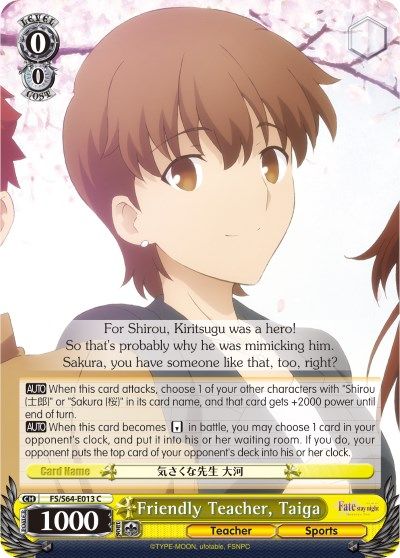 LEVEL
0
0
COST
For Shirou, Kiritsugu was a hero!
So that's probably why he was mimicking him.
Sakura, you have someone like that, too, right?
AUTO When this card attacks, choose 1 of your other characters with "Shirou
(士郎)" or "Sakura [桜]" in its card name, and that card gets +2000 power until
end of turn.
AUTO When this card becomes in battle, you may choose 1 card in your
opponent's clock, and put it into his or her waiting room. If you do, your
opponent puts the top card of your opponent's deck into his or her clock.
Card Name 気さくな先生 大河
CH FS/S64-E013 C
POWER 1000
SOUL
Friendly Teacher, Taiga
Fate/stay night
Teacher Sports
©TYPE-MOON, ufotable, FSNPC